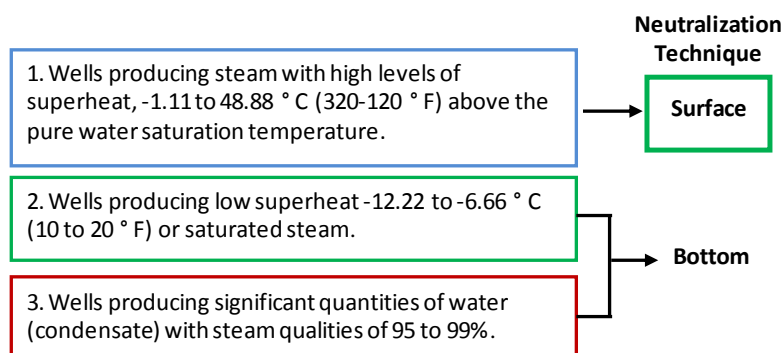 Neutralization
Technique
1. Wells producing steam with high levels of
superheat, -1.11 to 48.88 ° C (320-120 ° F) above the
pure water saturation temperature.
Surface
2. Wells producing low superheat -12.22 to -6.66 ° C
(10 to 20 ° F) or saturated steam.
Bottom
3. Wells producing significant quantities of water
(condensate) with steam qualities of 95 to 99%.